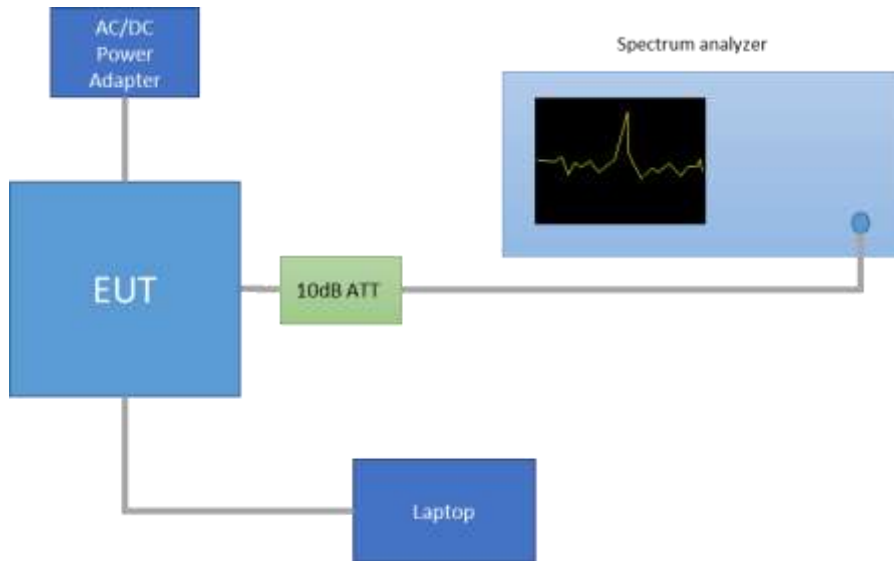 AC/DC
Power
Adapter
Spectrum analyzer
EUT
10dB ATT
Laptop